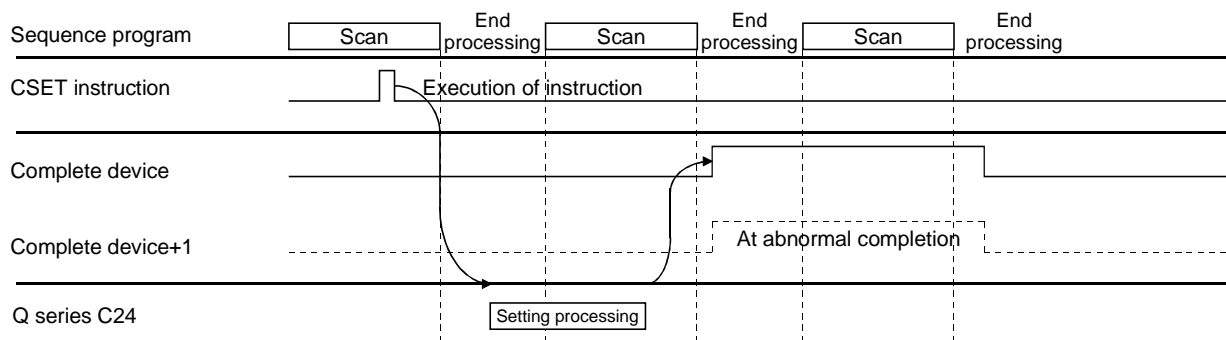 Sequence program
Scan
End
processing
Scan
End
processing
Scan
End
processing
CSET instruction
Execution of instruction
Complete device
Complete device+1
At abnormal completion
Q series C24
Setting processing